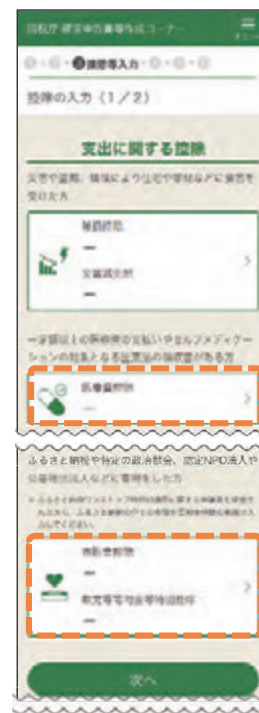 国税庁 確定申告書等作成コーナー
控除等入力
控除の入力（1／2）
支出に関する控除
災害や盗難、横領により住宅や家財などに損害を
受けた方
雑損控除
ー
災害減免額
ー
一定額以上の医療費の支払いやセルフメディケー
ションの対象となる医薬品の領収書がある方
医療費控除
ー
ふるさと納税や特定の政治献金、認定NPO法人や
公益社団法人などに寄附をした方
寄附金控除
ー
政党等寄附金等特別控除
ー
次へ